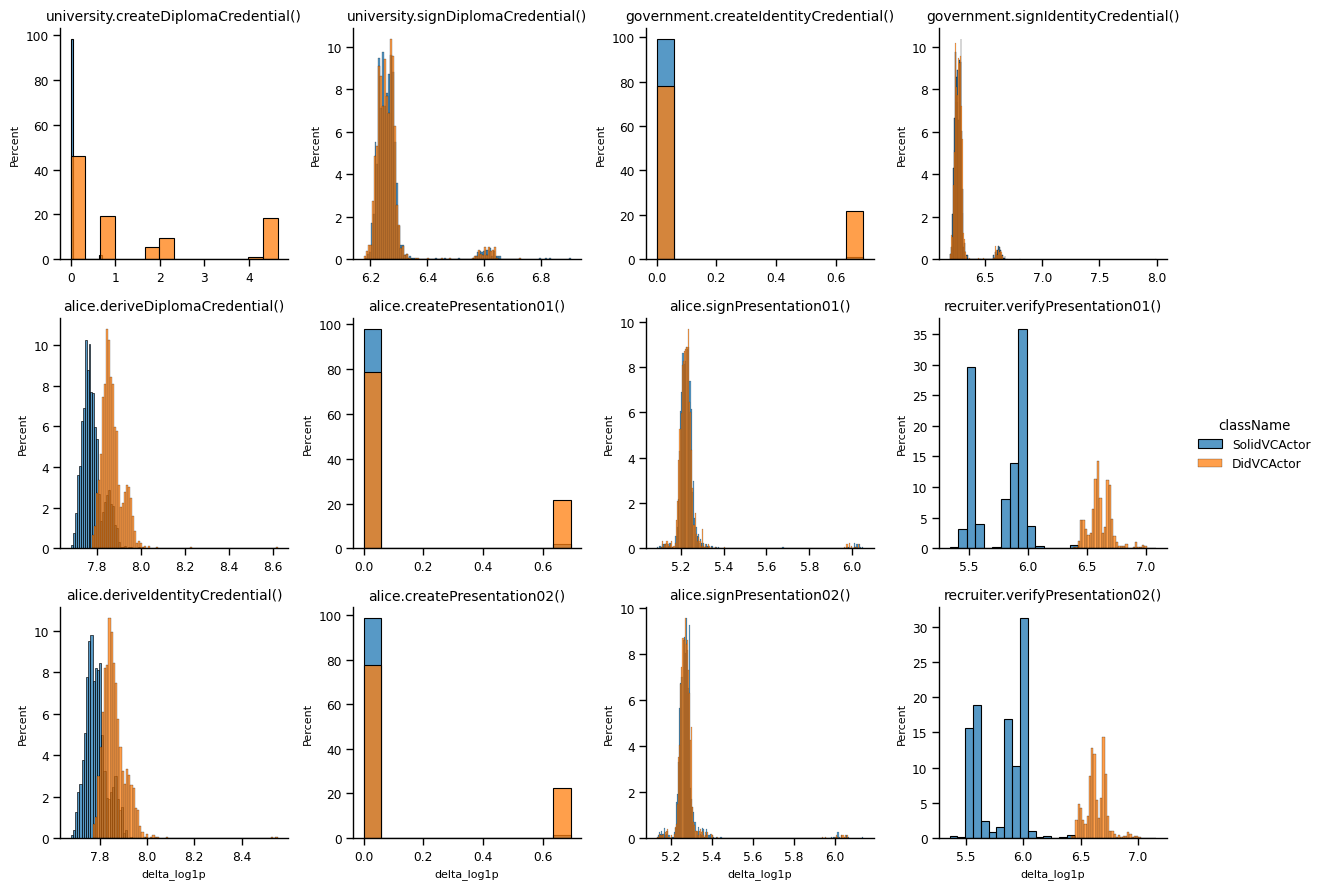 university.createDiplomaCredential() university.signDiplomaCredential() government.createIdentityCredential() government.signIdentityCredential()
Percent 100 80 60 40 20 0
0 1 2 3 4
Percent 10 8 6 4 2 0
6.2 6.4 6.6 6.8
Percent 100 80 60 40 20 0
0.0 0.2 0.4 0.6
Percent 10 8 6 4 2 0
6.5 7.0 7.5 8.0
alice.deriveDiplomaCredential() alice.createPresentation01() alice.signPresentation01() recruiter.verifyPresentation01()
Percent 10 8 6 4 2 0
7.8 8.0 8.2 8.4 8.6
Percent 100 80 60 40 20 0
0.0 0.2 0.4 0.6
Percent 10 8 6 4 2 0
5.2 5.4 5.6 5.8 6.0
Percent 35 30 25 20 15 10 5 0
5.5 6.0 6.5 7.0
className
SolidVCActor
DidVCActor
alice.deriveIdentityCredential() alice.createPresentation02() alice.signPresentation02() recruiter.verifyPresentation02()
Percent 10 8 6 4 2 0
7.8 8.0 8.2 8.4
delta_log1p
Percent 100 80 60 40 20 0
0.0 0.2 0.4 0.6
delta_log1p
Percent 10 8 6 4 2 0
5.2 5.4 5.6 5.8 6.0
delta_log1p
Percent 30 25 20 15 10 5 0
5.5 6.0 6.5 7.0
delta_log1p